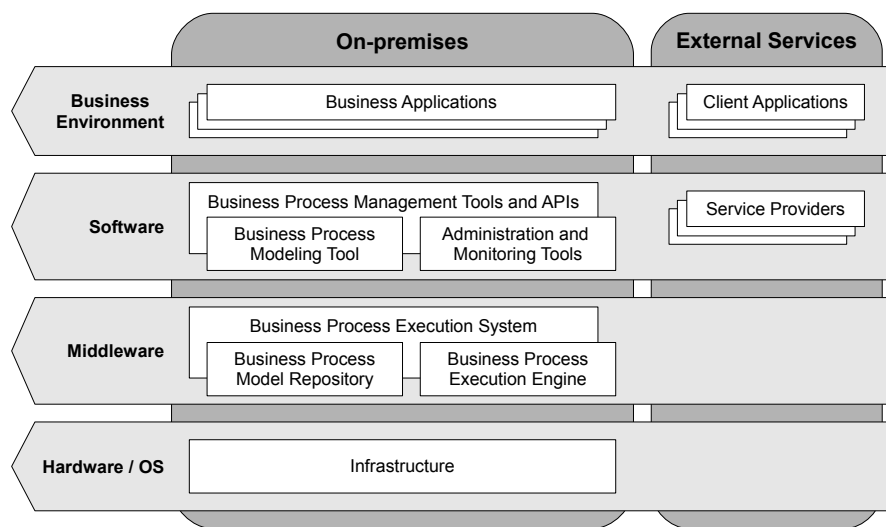 On-premises
External Services
Business
Environment
Business Applications
Client Applications
Software
Business Process Management Tools and APIs
Business Process
Modeling Tool
Administration and
Monitoring Tools
Service Providers
Middleware
Business Process Execution System
Business Process
Model Repository
Business Process
Execution Engine
Hardware / OS
Infrastructure